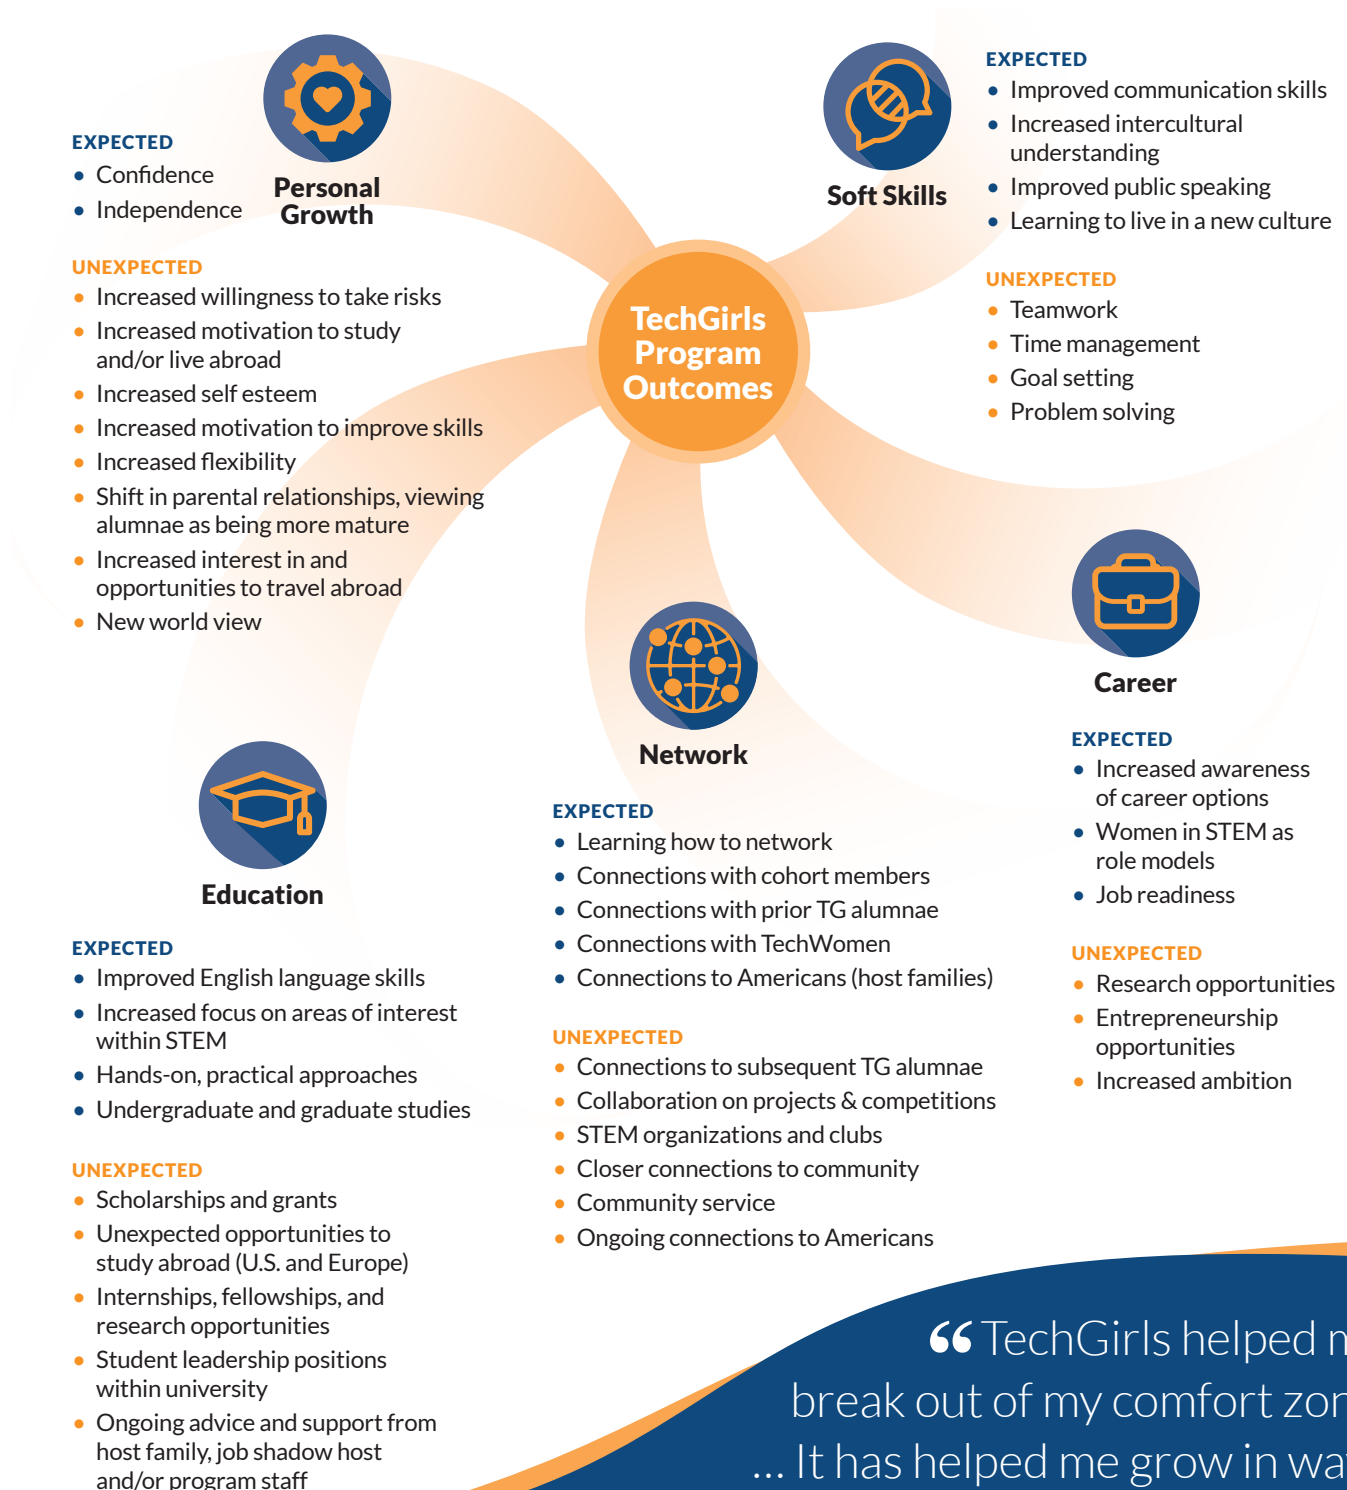 TechGirls
Program
Outcomes
Personal
Growth
EXPECTED
• Confidence
• Independence
UNEXPECTED
• Increased willingness to take risks
• Increased motivation to study
and/or live abroad
• Increased self esteem
• Increased motivation to improve skills
• Increased flexibility
• Shift in parental relationships, viewing
alumnae as being more mature
• Increased interest in and
opportunities to travel abroad
• New world view
Soft Skills
EXPECTED
• Improved communication skills
• Increased intercultural
understanding
• Improved public speaking
• Learning to live in a new culture
UNEXPECTED
• Teamwork
• Time management
• Goal setting
• Problem solving
Education
EXPECTED
• Improved English language skills
• Increased focus on areas of interest
within STEM
• Hands-on, practical approaches
• Undergraduate and graduate studies
UNEXPECTED
• Scholarships and grants
• Unexpected opportunities to
study abroad (U.S. and Europe)
• Internships, fellowships, and
research opportunities
• Student leadership positions
within university
• Ongoing advice and support from
host family, job shadow host
and/or program staff
Network
EXPECTED
• Learning how to network
• Connections with cohort members
• Connections with prior TG alumnae
• Connections with TechWomen
• Connections to Americans (host families)
UNEXPECTED
• Connections to subsequent TG alumnae
• Collaboration on projects & competitions
• STEM organizations and clubs
• Closer connections to community
• Community service
• Ongoing connections to Americans
Career
EXPECTED
• Increased awareness
of career options
• Women in STEM as
role models
• Job readiness
UNEXPECTED
• Research opportunities
• Entrepreneurship
opportunities
• Increased ambition
“TechGirls helped
break out of my comfort
... It has helped me grow in